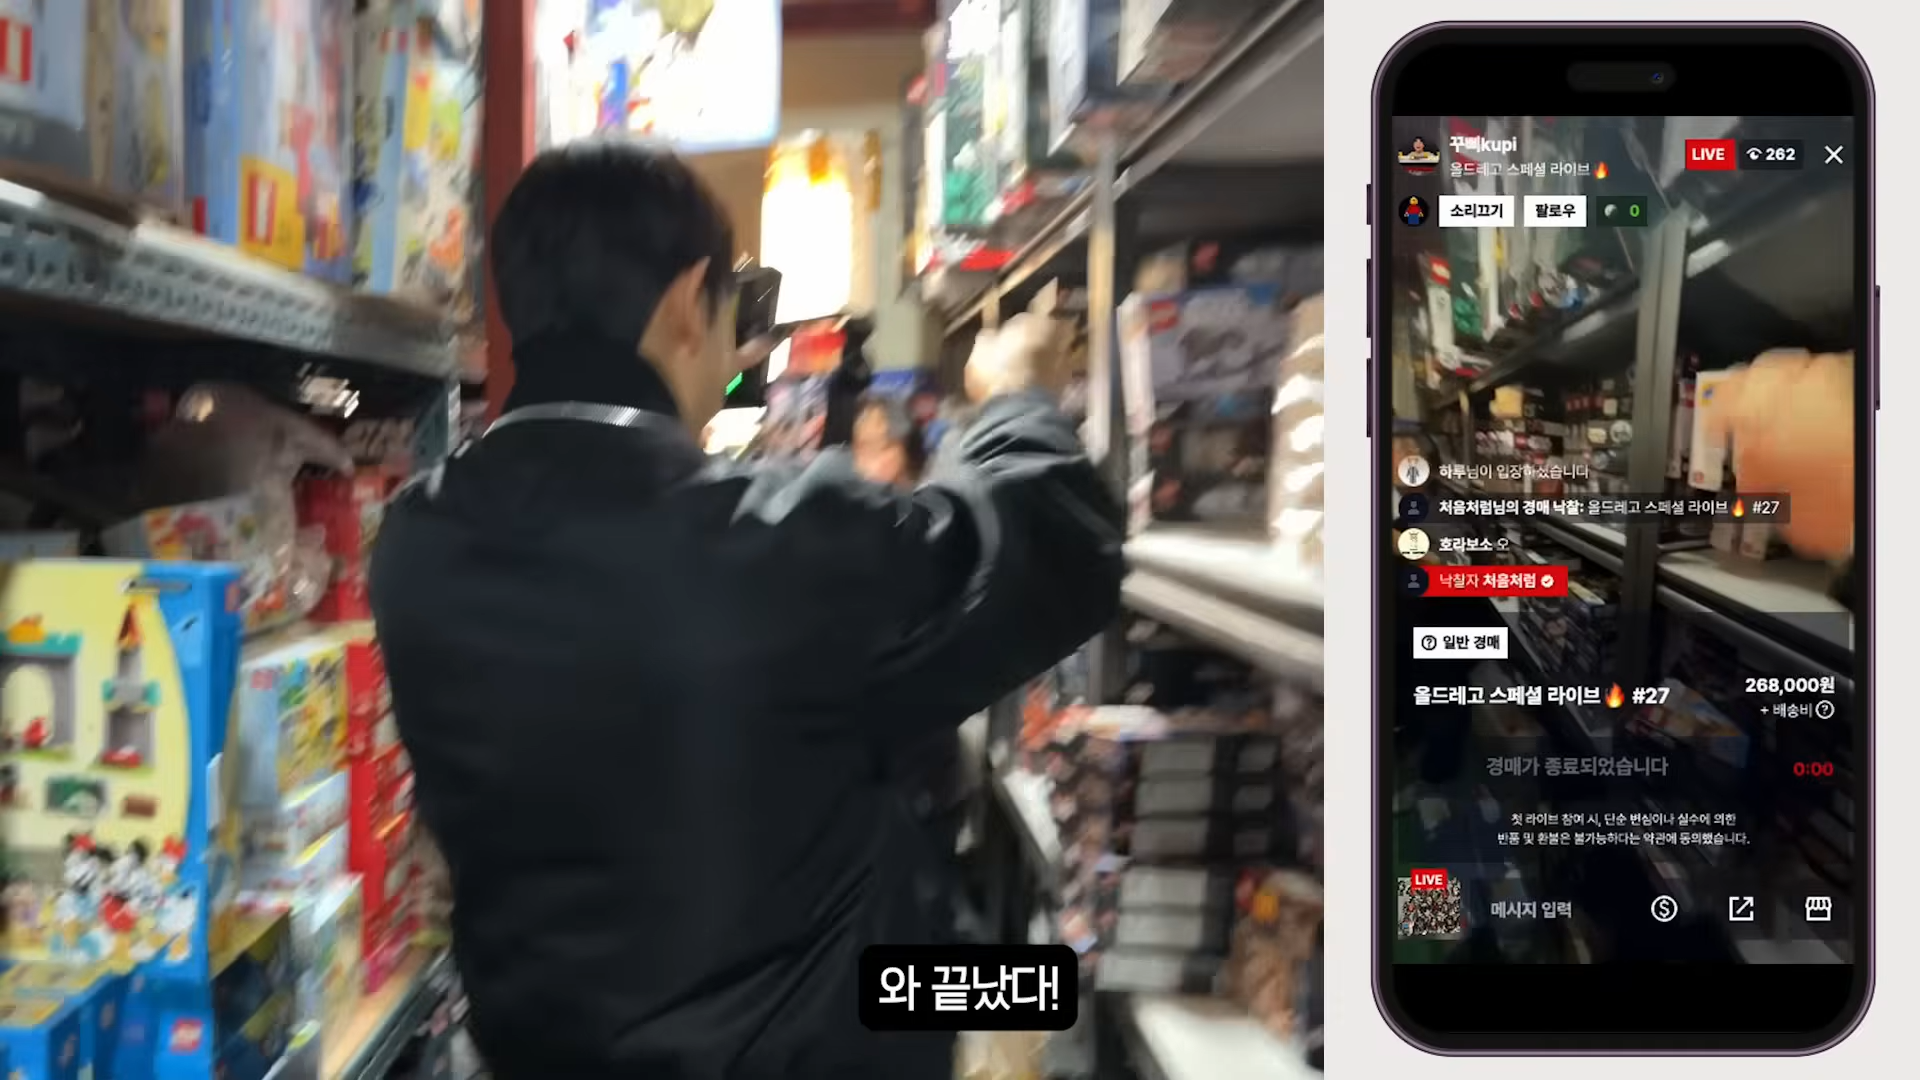 와 끝났다!
꾸삐kupi
올드레고 스페셜 라이브🔥
LIVE
262
소리끄기
팔로우
0
하루님이 입장하셨습니다
처음처럼님의 경매 낙찰: 올드레고 스페셜 라이브🔥 #27
호라보소 오
낙찰자 처음처럼
일반 경매
올드레고 스페셜 라이브🔥 #27
268,000원
+ 배송비
경매가 종료되었습니다
0:00
첫 라이브 참여 시, 단순 변심이나 실수에 의한
반품 및 환불은 불가능하다는 약관에 동의했습니다.
LIVE
메시지 입력